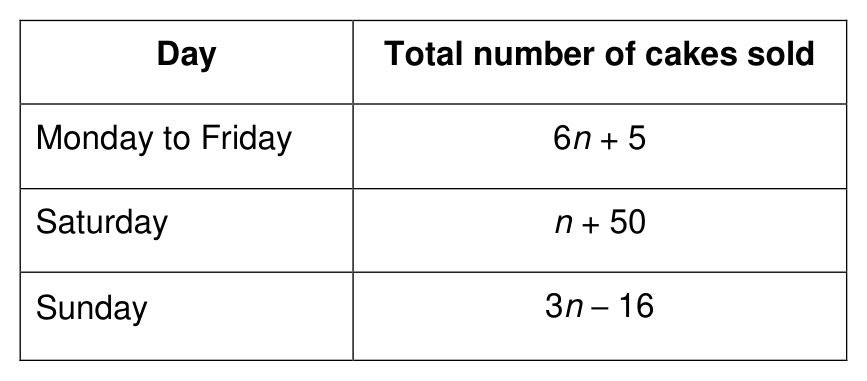 Day Total number of cakes sold
Monday to Friday 6n + 5
Saturday n + 50
Sunday 3n – 16